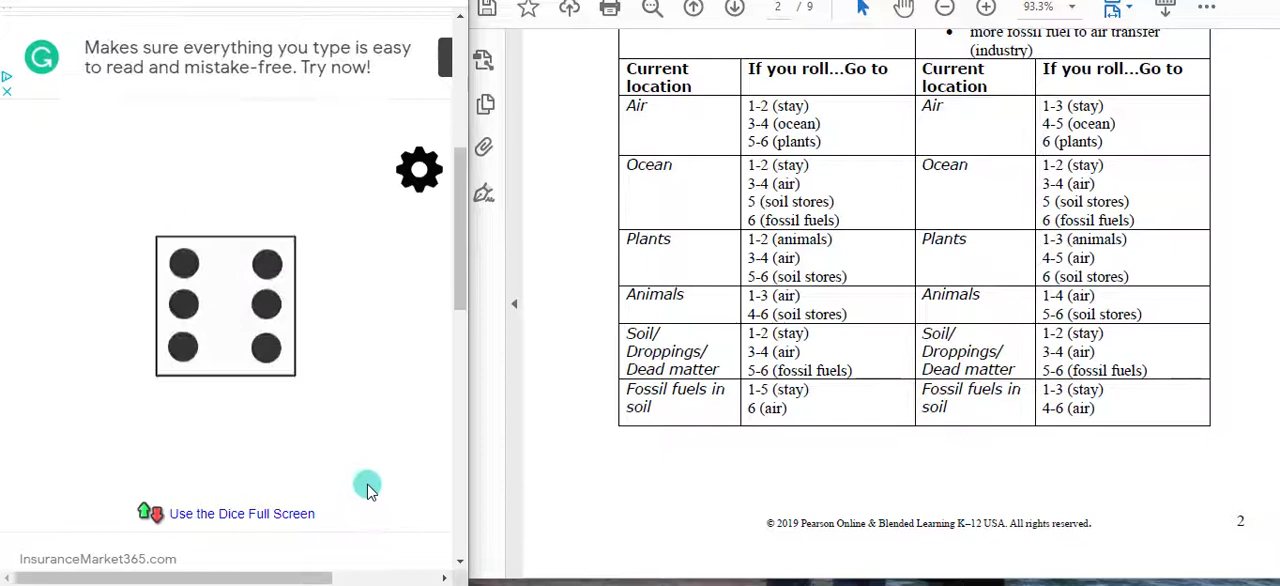 Makes sure everything you type is easy
to read and mistake-free. Try now!
Use the Dice Full Screen
InsuranceMarket365.com
2 / 9
93.3%
more fossil fuel to air transfer
(industry)
Current location
If you roll...Go to
Current location
If you roll...Go to
Air
1-2 (stay)
3-4 (ocean)
5-6 (plants)
Air
1-3 (stay)
4-5 (ocean)
6 (plants)
Ocean
1-2 (stay)
3-4 (air)
5 (soil stores)
6 (fossil fuels)
Ocean
1-2 (stay)
3-4 (air)
5 (soil stores)
6 (fossil fuels)
Plants
1-2 (animals)
3-4 (air)
5-6 (soil stores)
Plants
1-3 (animals)
4-5 (air)
6 (soil stores)
Animals
1-3 (air)
4-6 (soil stores)
Animals
1-4 (air)
5-6 (soil stores)
Soil/
Droppings/
Dead matter
1-2 (stay)
3-4 (air)
5-6 (fossil fuels)
Soil/
Droppings/
Dead matter
1-2 (stay)
3-4 (air)
5-6 (fossil fuels)
Fossil fuels in
soil
1-5 (stay)
6 (air)
Fossil fuels in
soil
1-3 (stay)
4-6 (air)
© 2019 Pearson Online & Blended Learning K–12 USA. All rights reserved.
2